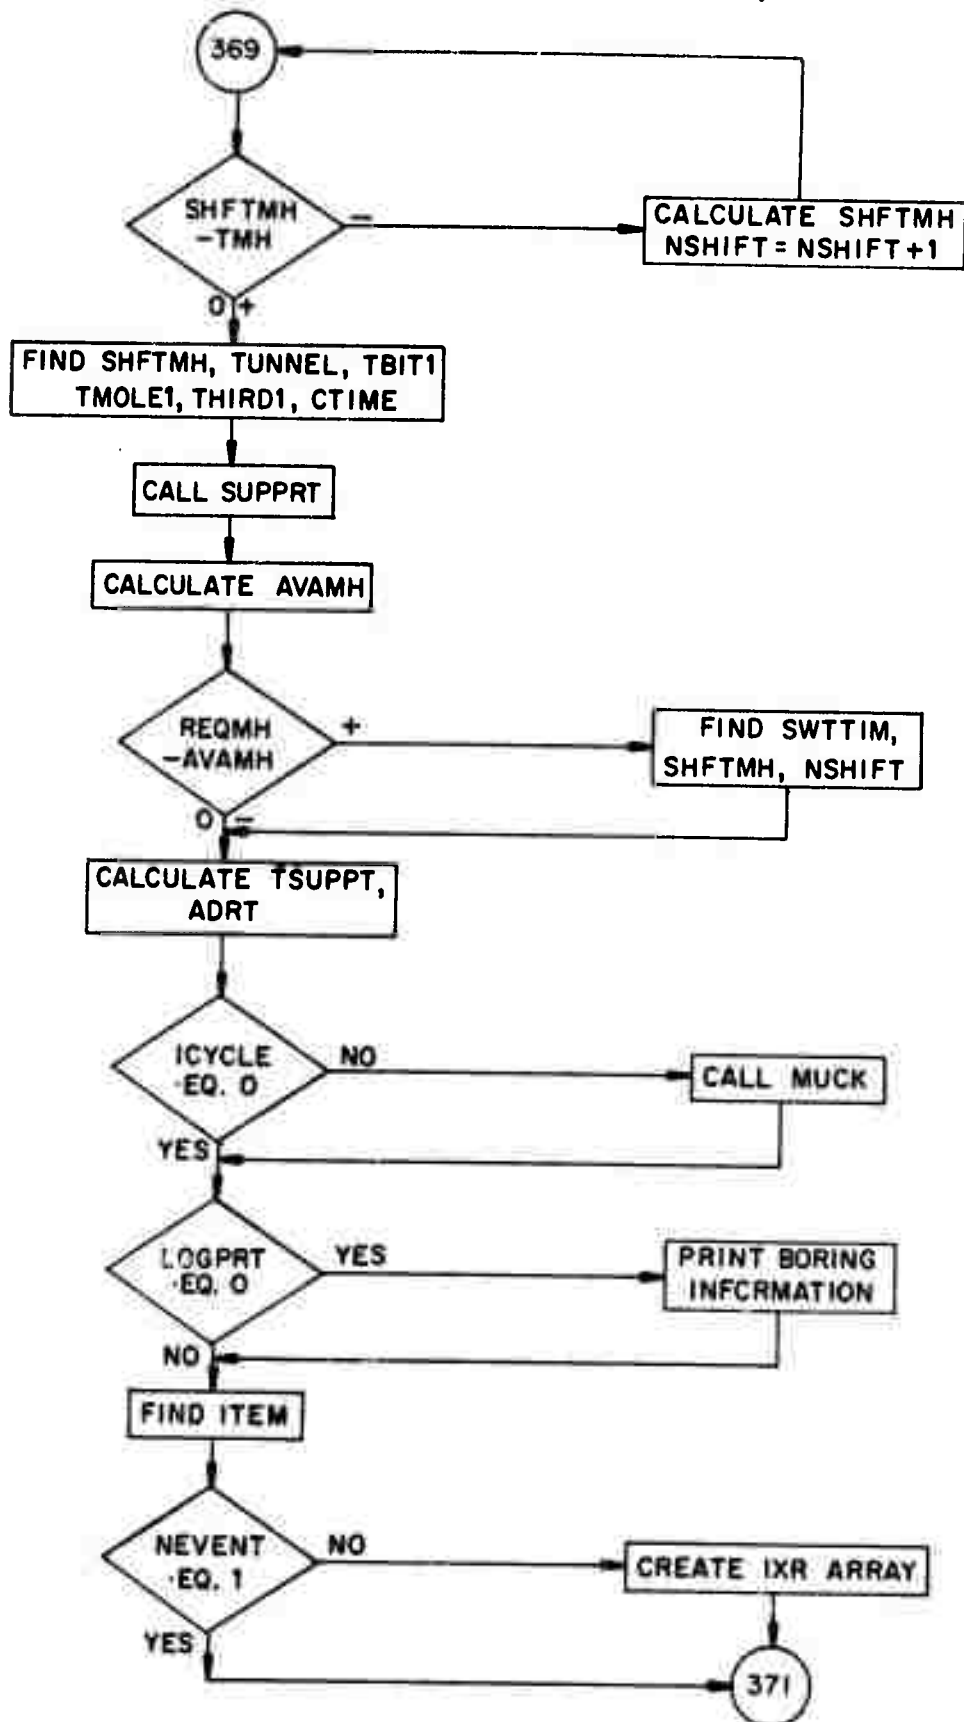 369
SHFTMH
-TMH
-
CALCULATE SHFTMH
NSHIFT = NSHIFT+1
0 +
FIND SHFTMH, TUNNEL, TBIT1
TMOLE1, THIRD1, CTIME
CALL SUPPRT
CALCULATE AVAMH
REQMH
-AVAMH
+
FIND SWTTIM,
SHFTMH, NSHIFT
0 -
CALCULATE TSUPPT,
ADRT
ICYCLE
.EQ. 0
NO
CALL MUCK
YES
LOGPRT
.EQ. 0
YES
PRINT BORING
INFCRMATION
NO
FIND ITEM
NEVENT
.EQ. 1
NO
CREATE IXR ARRAY
YES
371